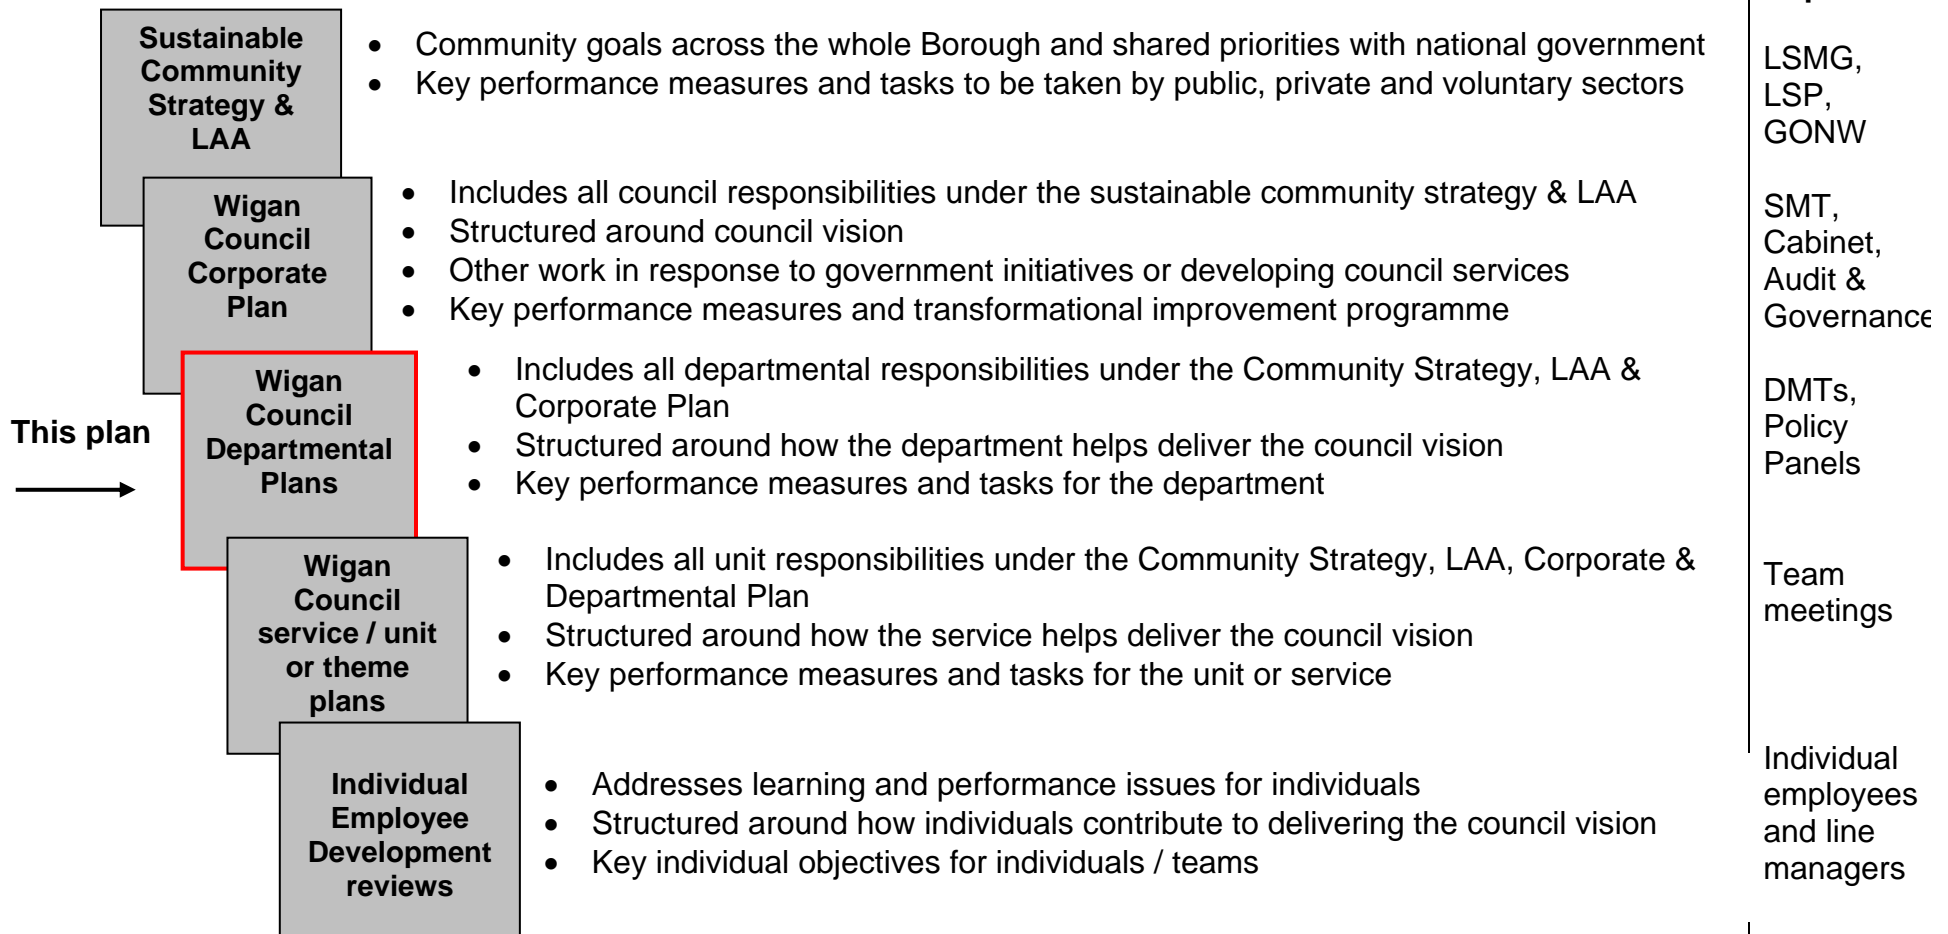 Sustainable
Community
Strategy &
LAA
• Community goals across the whole Borough and shared priorities with national government
• Key performance measures and tasks to be taken by public, private and voluntary sectors
LSMG,
LSP,
GONW
Wigan
Council
Corporate
Plan
• Includes all council responsibilities under the sustainable community strategy & LAA
• Structured around council vision
• Other work in response to government initiatives or developing council services
• Key performance measures and transformational improvement programme
SMT,
Cabinet,
Audit &
Governance
This plan
Wigan
Council
Departmental
Plans
• Includes all departmental responsibilities under the Community Strategy, LAA &
Corporate Plan
• Structured around how the department helps deliver the council vision
• Key performance measures and tasks for the department
DMTs,
Policy
Panels
Wigan
Council
service / unit
or theme
plans
• Includes all unit responsibilities under the Community Strategy, LAA, Corporate &
Departmental Plan
• Structured around how the service helps deliver the council vision
• Key performance measures and tasks for the unit or service
Team
meetings
Individual
Employee
Development
reviews
• Addresses learning and performance issues for individuals
• Structured around how individuals contribute to delivering the council vision
• Key individual objectives for individuals / teams
Individual
employees
and line
managers